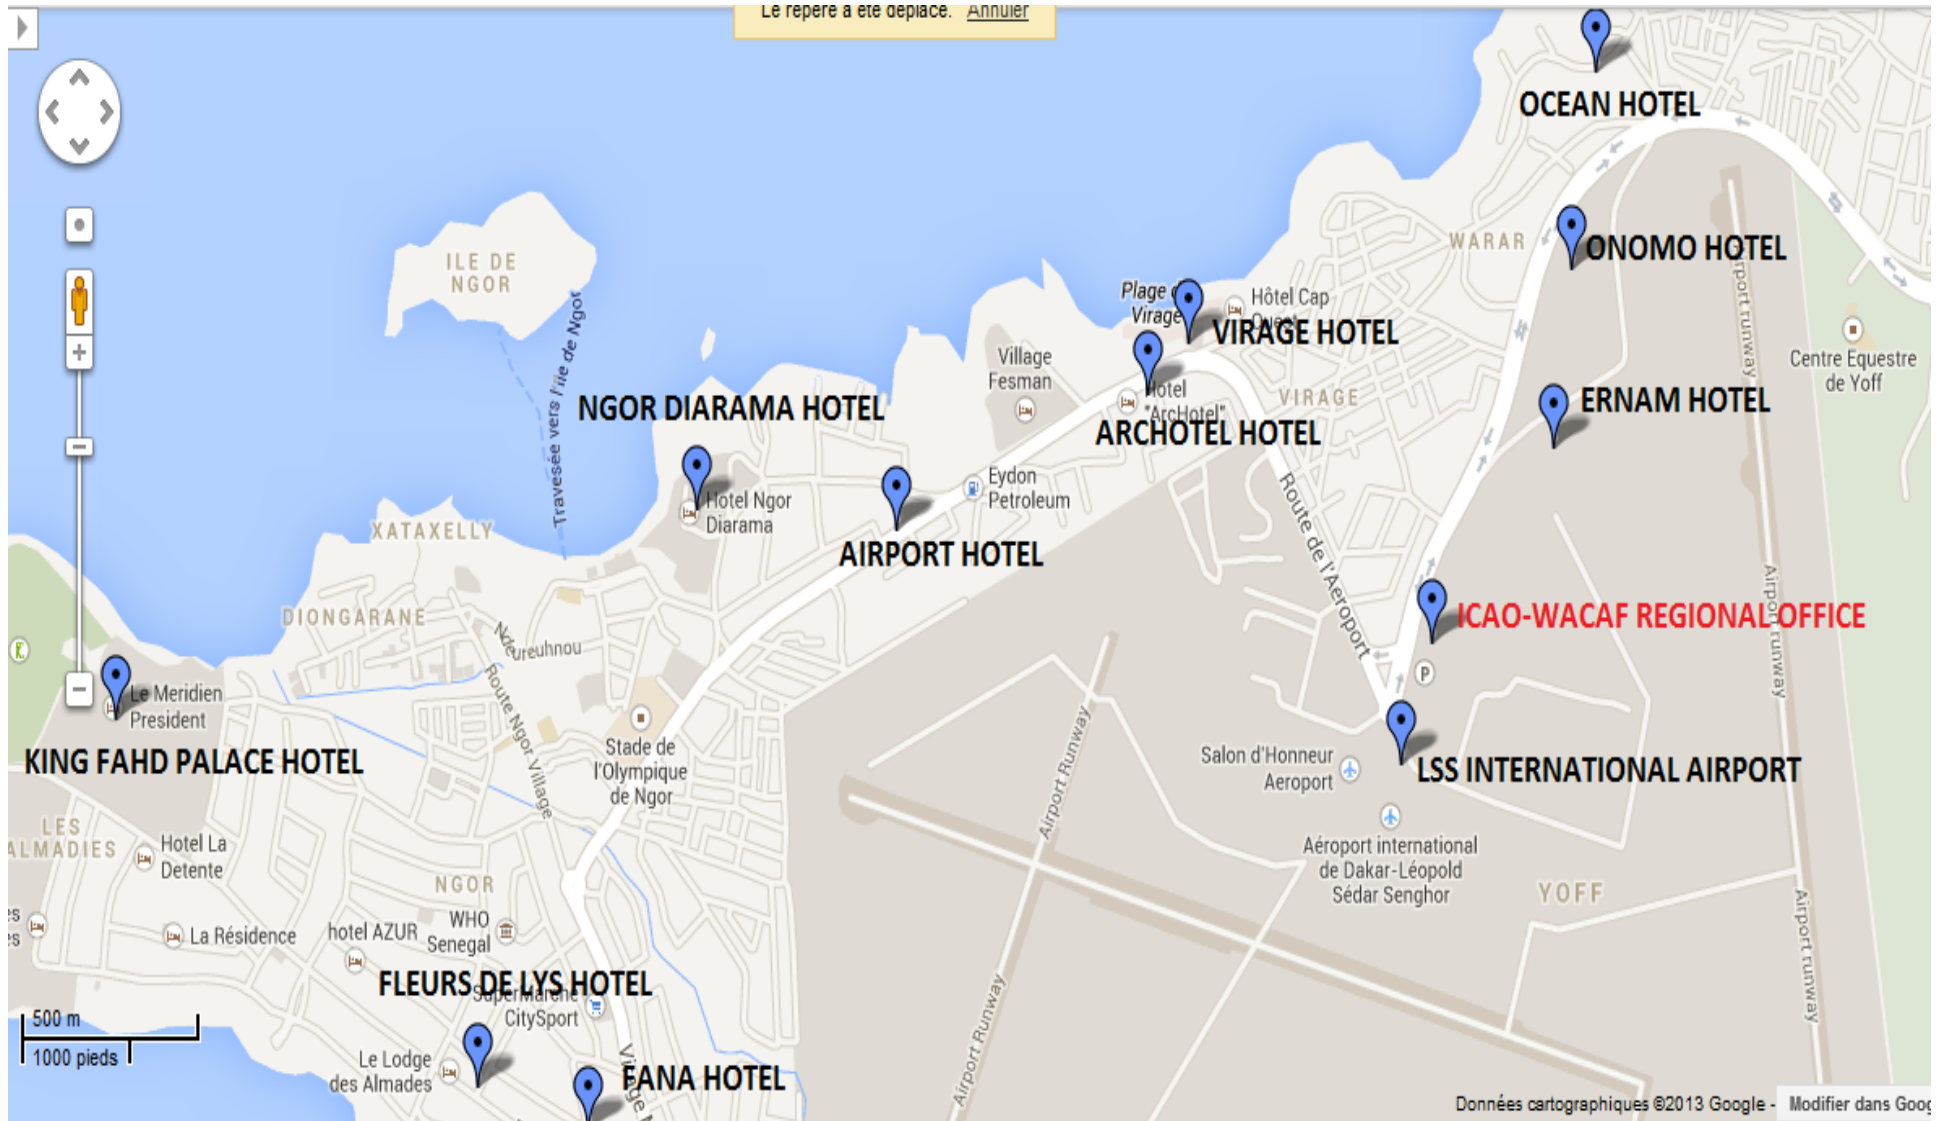 Le repère a été déplacé. Annuler
OCEAN HOTEL
WARAR
ONOMO HOTEL
ILE DE
NGOR
Travesée vers l'île de Ngor
Plage
Virage
Hôtel Cap
Ouest
VIRAGE HOTEL
Airport runway
Centre Equestre
de Yoff
Village
Fesman
Hotel
"ArcHotel"
VIRAGE
ERNAM HOTEL
NGOR DIARAMA HOTEL
ARCHOTEL HOTEL
Hotel Ngor
Diarama
Eydon
Petroleum
Route de l'Aeroport
XATAXELLY
AIRPORT HOTEL
DIONGARANE
Airport runway
ICAO-WACAF REGIONAL OFFICE
P
Route Ngor Village
Le Meridien
President
KING FAHD PALACE HOTEL
Stade de
l'Olympique
de Ngor
Airport Runway
Salon d'Honneur
Aeroport
LSS INTERNATIONAL AIRPORT
LES
ALMADIES
Hotel La
Detente
Aéroport international
de Dakar-Léopold
Sédar Senghor
NGOR
YOFF
Airport runway
La Résidence
hotel AZUR
WHO
Senegal
FLEURS DE LYS HOTEL
SuperMarche
CitySport
Airport Runway
500 m
1000 pieds
Le Lodge
des Almades
Village
FANA HOTEL
Données cartographiques ©2013 Google -
Modifier dans Goog